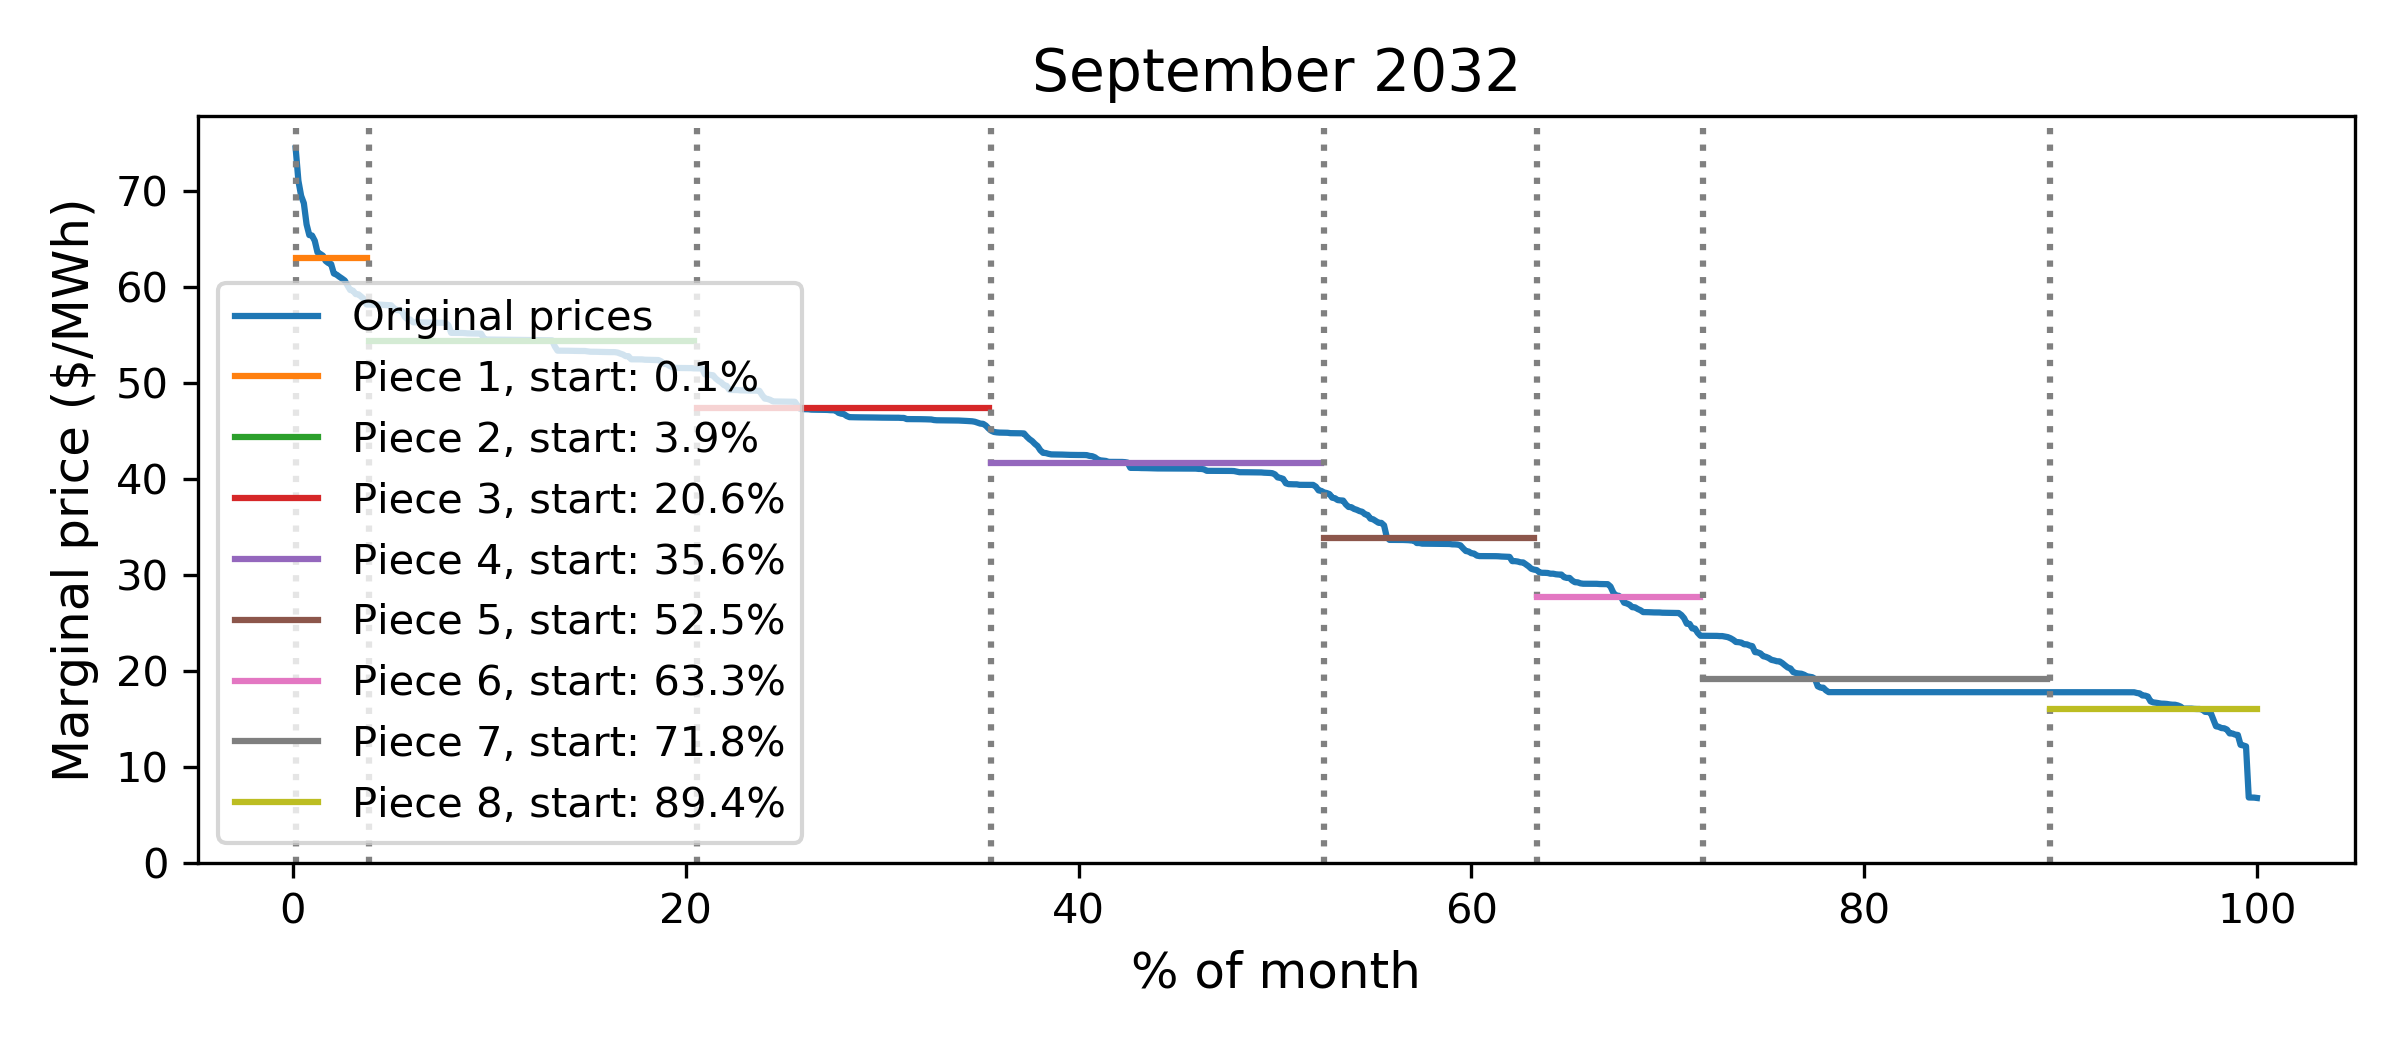 September 2032
Marginal price ($/MWh)
70
60
50
40
30
20
10
0
Original prices
Piece 1, start: 0.1%
Piece 2, start: 3.9%
Piece 3, start: 20.6%
Piece 4, start: 35.6%
Piece 5, start: 52.5%
Piece 6, start: 63.3%
Piece 7, start: 71.8%
Piece 8, start: 89.4%
0 20 40 60 80 100
% of month